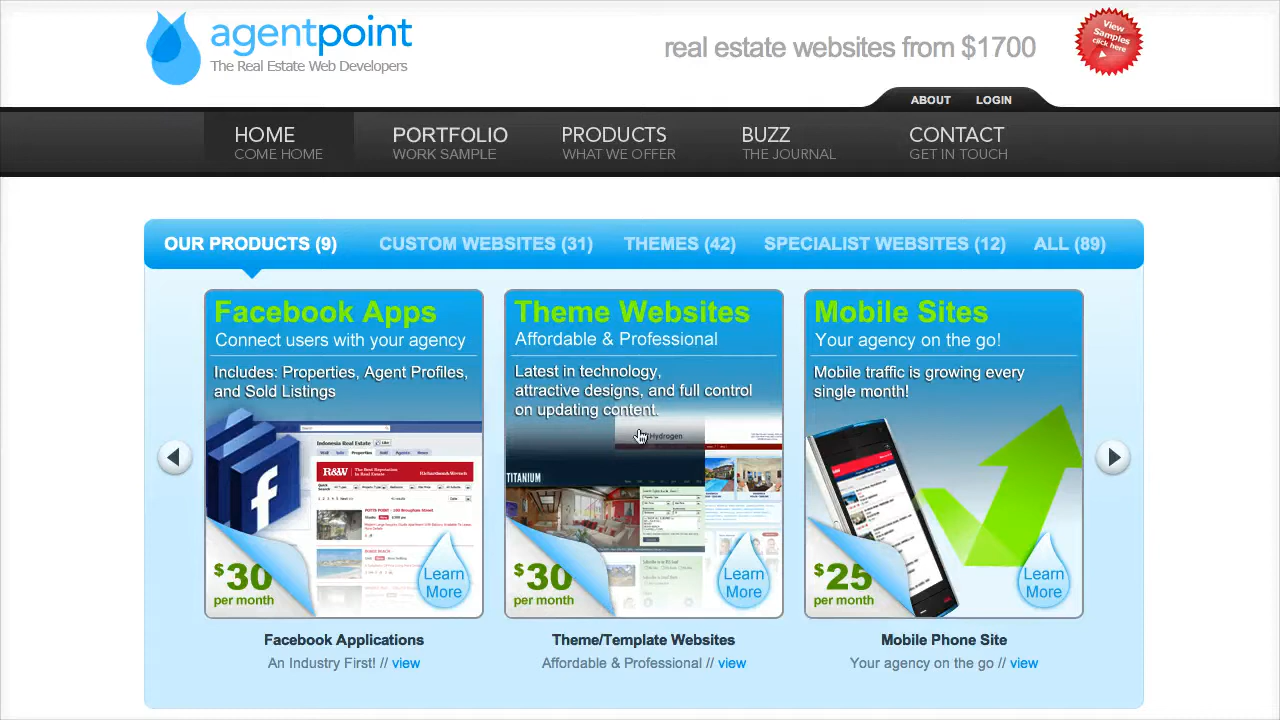 agentpoint
The Real Estate Web Developers
real estate websites from $1700
View
Samples
click here
ABOUT LOGIN
HOME PORTFOLIO PRODUCTS BUZZ CONTACT
COME HOME WORK SAMPLE WHAT WE OFFER THE JOURNAL GET IN TOUCH
OUR PRODUCTS (9) CUSTOM WEBSITES (31) THEMES (42) SPECIALIST WEBSITES (12) ALL (89)
Facebook Apps
Connect users with your agency
Includes: Properties, Agent Profiles,
and Sold Listings
Indonesia Real Estate Like
R&W
$30
per month
Learn
More
Facebook Applications
An Industry First! // view
Theme Websites
Affordable & Professional
Latest in technology,
attractive designs, and full control
on updating content.
Hydrogen
TITANIUM
$30
per month
Learn
More
Theme/Template Websites
Affordable & Professional // view
Mobile Sites
Your agency on the go!
Mobile traffic is growing every
single month!
$25
per month
Learn
More
Mobile Phone Site
Your agency on the go // view